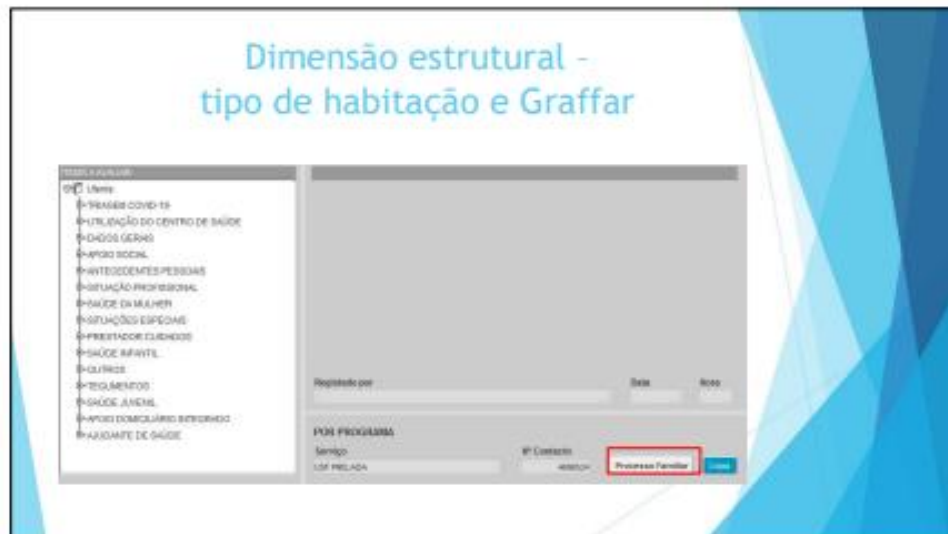 Dimensão estrutural –
tipo de habitação e Graffar
Utente
TRIAGEM COVID-19
UTILIZAÇÃO DO CENTRO DE SAÚDE
DADOS GERAIS
APOIO SOCIAL
ANTECEDENTES PESSOAIS
SITUAÇÃO PROFISSIONAL
SAÚDE DA MULHER
SITUAÇÕES ESPECIAIS
PRESTADOR CUIDADOS
SAÚDE INFANTIL
OUTROS
TEGUMENTOS
SAÚDE JUVENIL
APOIO DOMICILIÁRIO INTEGRADO
AJUDANTE DE SAÚDE
Registado por Data Hora
POR PROGRAMA
Serviço Nº Contacto
USF PRELADA Processo Familiar